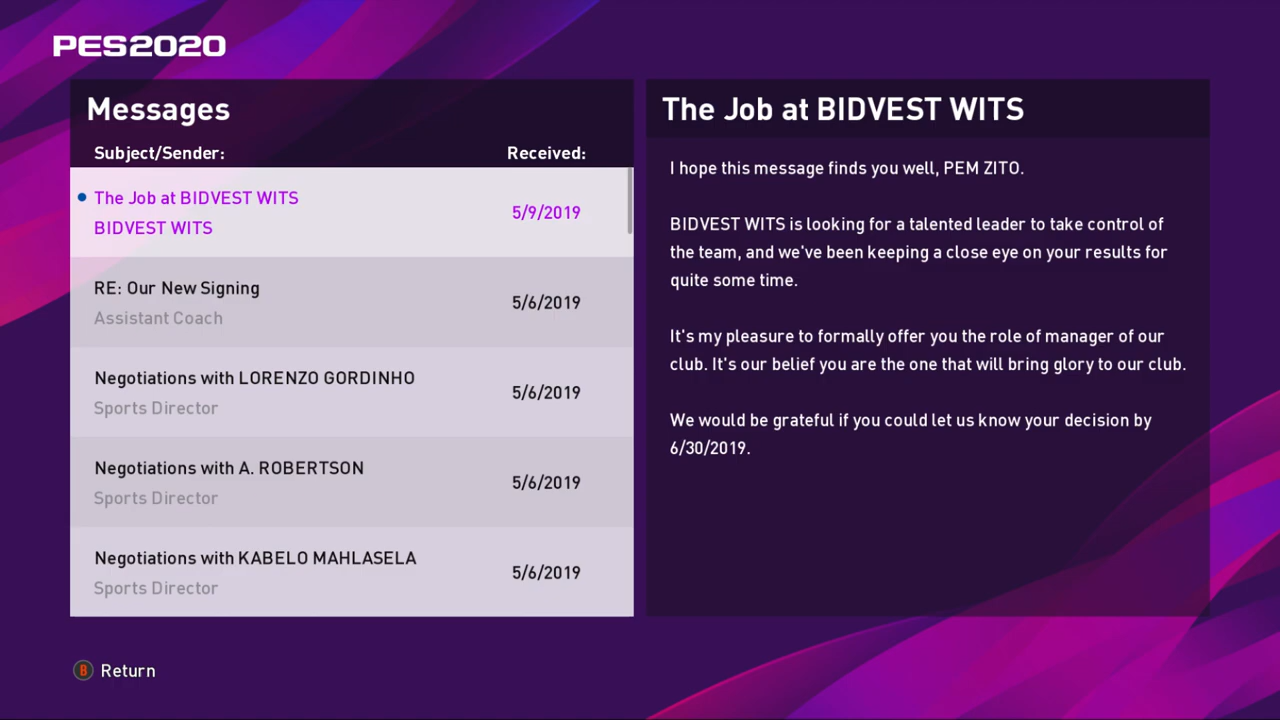 PES2020
Messages
Subject/Sender:
Received:
The Job at BIDVEST WITS
BIDVEST WITS
5/9/2019
RE: Our New Signing
Assistant Coach
5/6/2019
Negotiations with LORENZO GORDINHO
Sports Director
5/6/2019
Negotiations with A. ROBERTSON
Sports Director
5/6/2019
Negotiations with KABELO MAHLASELA
Sports Director
5/6/2019
The Job at BIDVEST WITS
I hope this message finds you well, PEM ZITO.
BIDVEST WITS is looking for a talented leader to take control of
the team, and we've been keeping a close eye on your results for
quite some time.
It's my pleasure to formally offer you the role of manager of our
club. It's our belief you are the one that will bring glory to our club.
We would be grateful if you could let us know your decision by
6/30/2019.
B Return